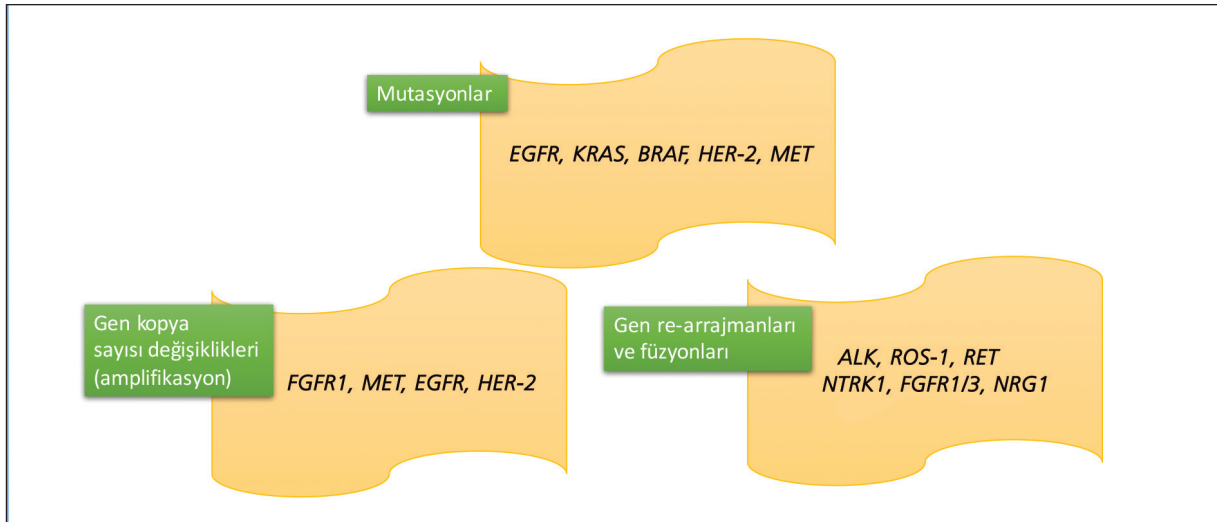 Mutasyonlar
EGFR, KRAS, BRAF, HER-2, MET
Gen kopya
sayısı değişiklikleri
(amplifikasyon)
FGFR1, MET, EGFR, HER-2
Gen re-arrajmanları
ve füzyonları
ALK, ROS-1, RET
NTRK1, FGFR1/3, NRG1